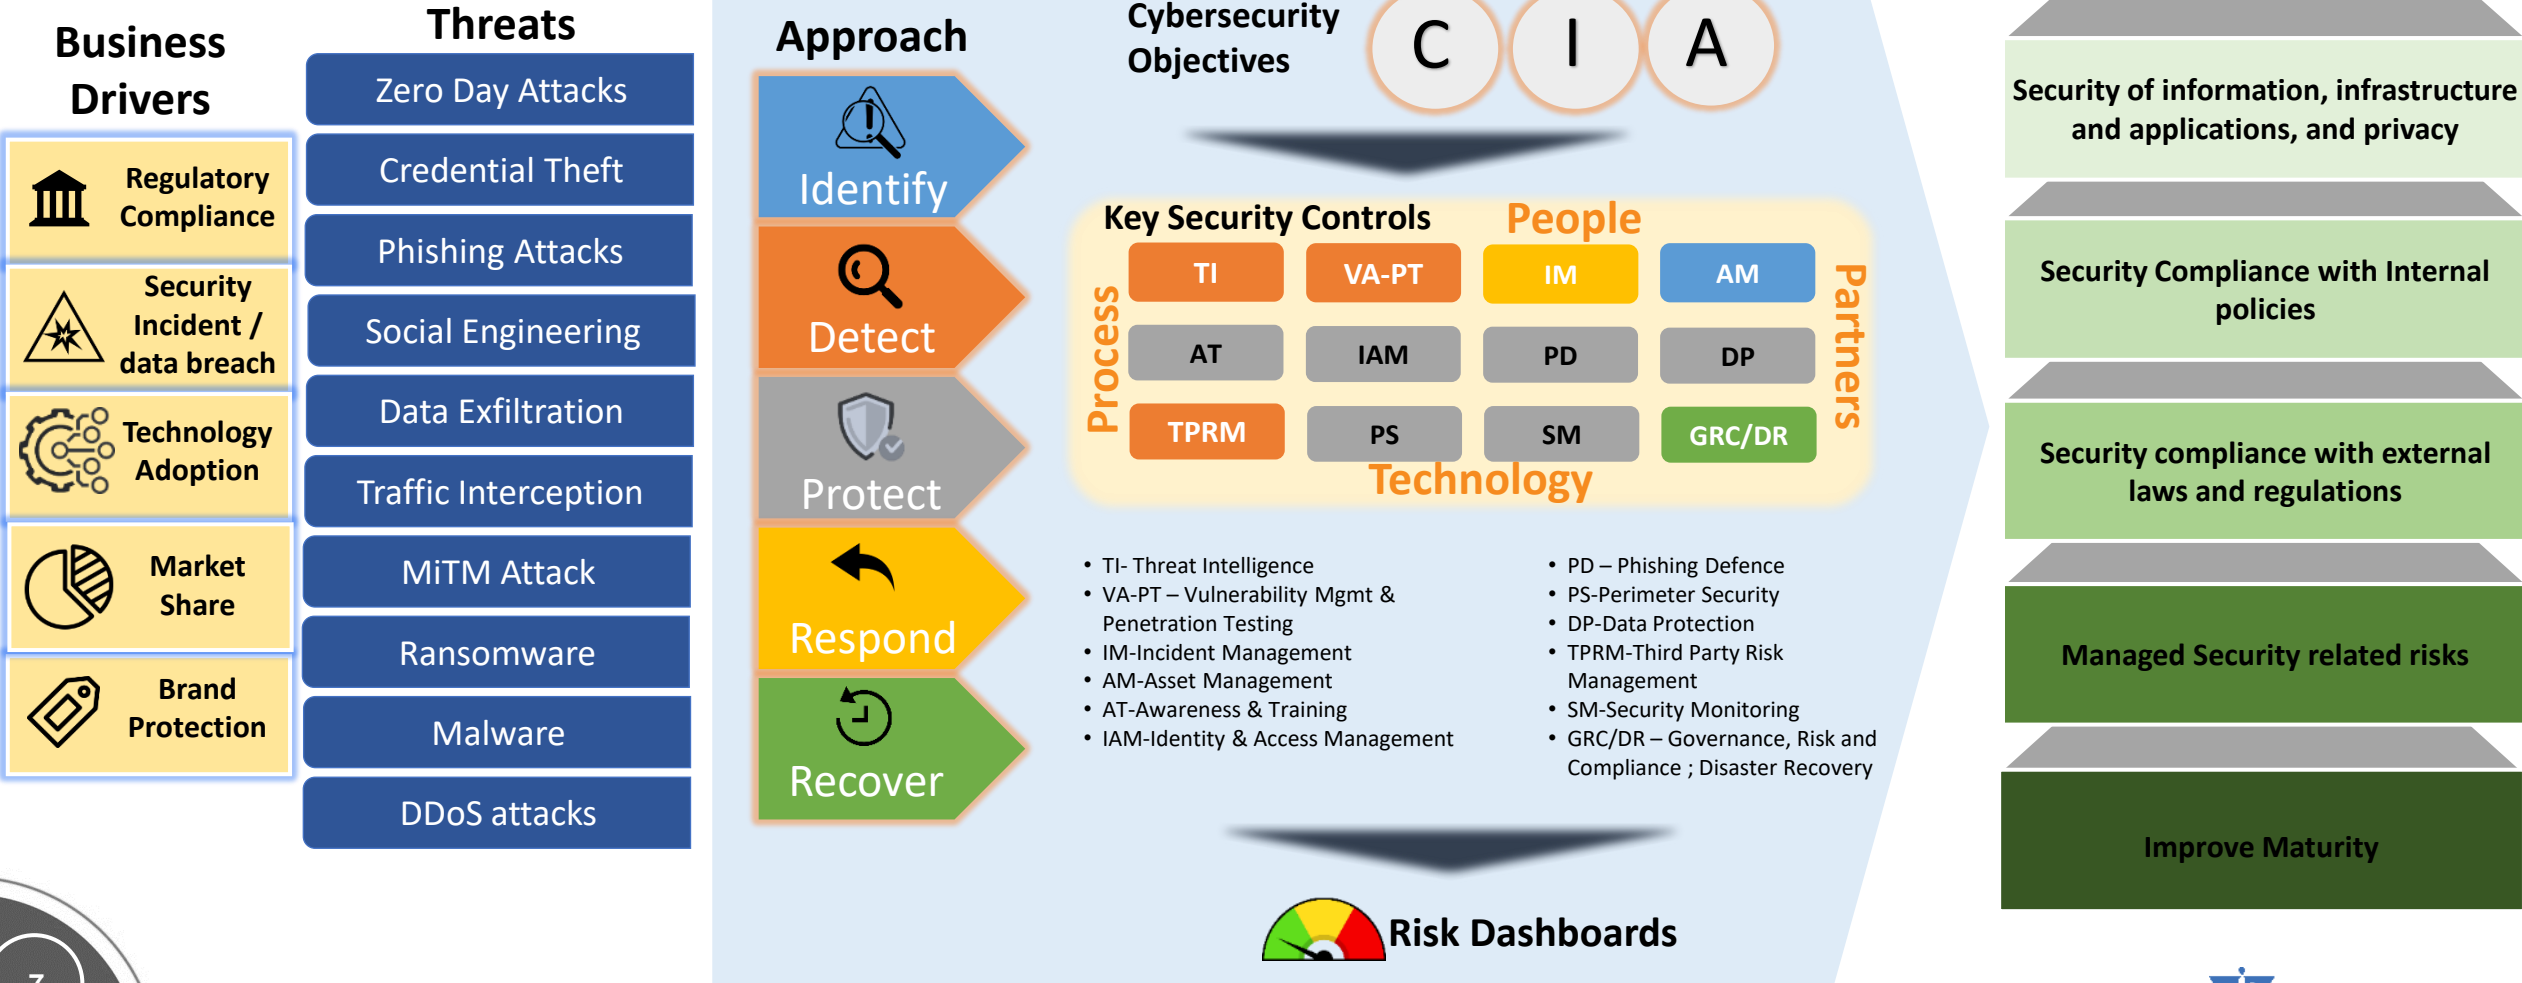 Business
Drivers
Regulatory
Compliance
Security
Incident /
data breach
Technology
Adoption
Market
Share
Brand
Protection
Threats
Zero Day Attacks
Credential Theft
Phishing Attacks
Social Engineering
Data Exfiltration
Traffic Interception
MiTM Attack
Ransomware
Malware
DDoS attacks
Approach
Identify
Detect
Protect
Respond
Recover
Cybersecurity
Objectives
C I A
Key Security Controls
People
Process
Partners
TI VA-PT IM AM
AT IAM PD DP
TPRM PS SM GRC/DR
Technology
• TI- Threat Intelligence
• VA-PT – Vulnerability Mgmt &
Penetration Testing
• IM-Incident Management
• AM-Asset Management
• AT-Awareness & Training
• IAM-Identity & Access Management
• PD – Phishing Defence
• PS-Perimeter Security
• DP-Data Protection
• TPRM-Third Party Risk
Management
• SM-Security Monitoring
• GRC/DR – Governance, Risk and
Compliance ; Disaster Recovery
Risk Dashboards
Security of information, infrastructure
and applications, and privacy
Security Compliance with Internal
policies
Security compliance with external
laws and regulations
Managed Security related risks
Improve Maturity